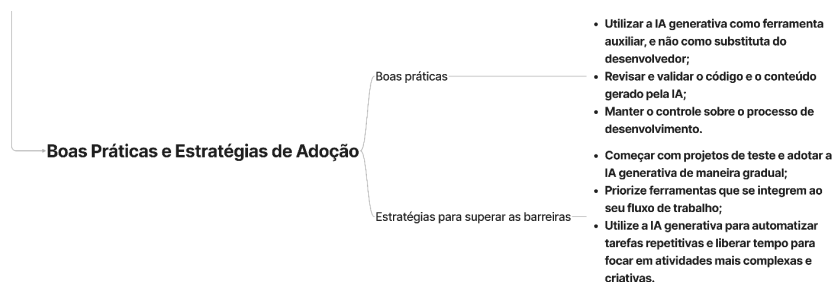 Boas Práticas e Estratégias de Adoção
Boas práticas
• Utilizar a IA generativa como ferramenta
auxiliar, e não como substituta do
desenvolvedor;
• Revisar e validar o código e o conteúdo
gerado pela IA;
• Manter o controle sobre o processo de
desenvolvimento.
Estratégias para superar as barreiras
• Começar com projetos de teste e adotar a
IA generativa de maneira gradual;
• Priorize ferramentas que se integrem ao
seu fluxo de trabalho;
• Utilize a IA generativa para automatizar
tarefas repetitivas e liberar tempo para
focar em atividades mais complexas e
criativas.